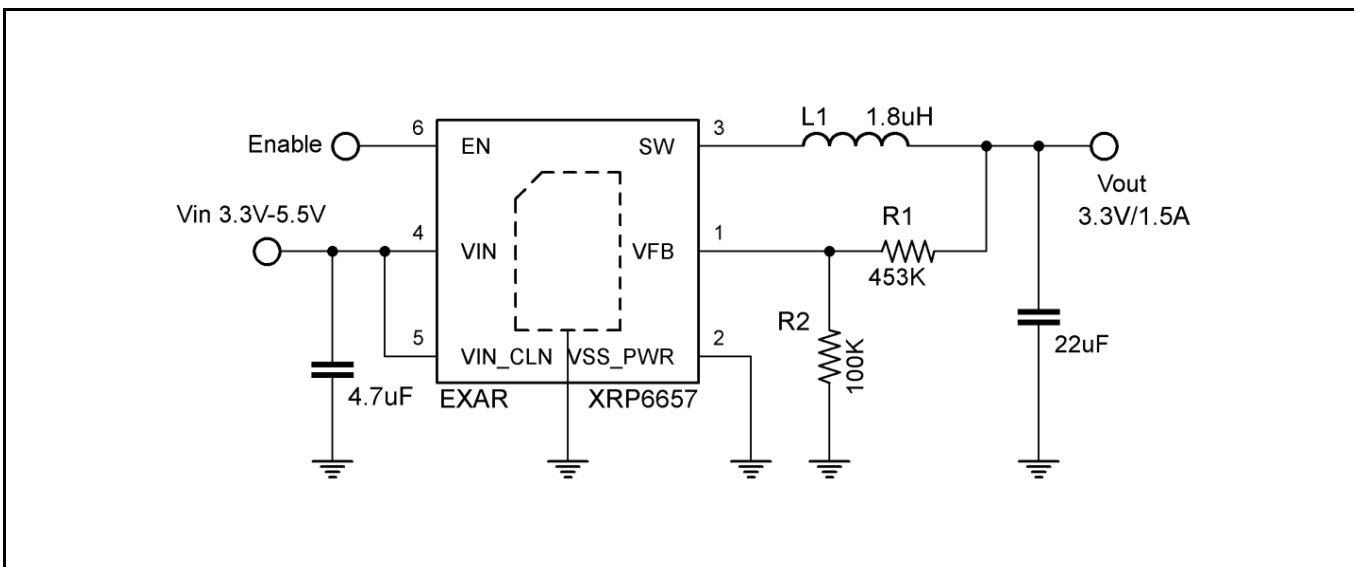 L1 1.8uH
6 3
Enable EN SW
Vout
Vin 3.3V-5.5V R1 3.3V/1.5A
4 1
VIN VFB
453K
R2
5 2
100K
22uF
VIN_CLN VSS_PWR
4.7uF EXAR XRP6657